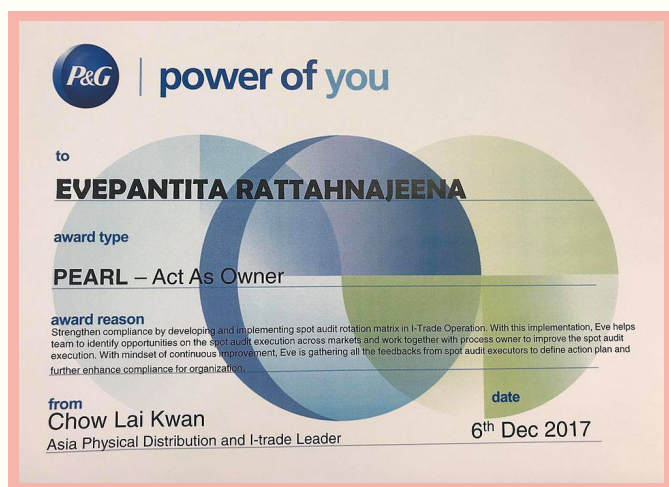 P&G | power of you
to
EVEPANTITA RATTAHNAJEENA
award type
PEARL – Act As Owner
award reason
Strengthen compliance by developing and implementing spot audit rotation matrix in I-Trade Operation. With this implementation, Eve helps
team to identify opportunities on the spot audit execution across markets and work together with process owner to improve the spot audit
execution. With mindset of continuous improvement, Eve is gathering all the feedbacks from spot audit executors to define action plan and
further enhance compliance for organization.
from
Chow Lai Kwan
Asia Physical Distribution and I-trade Leader
date
6th Dec 2017